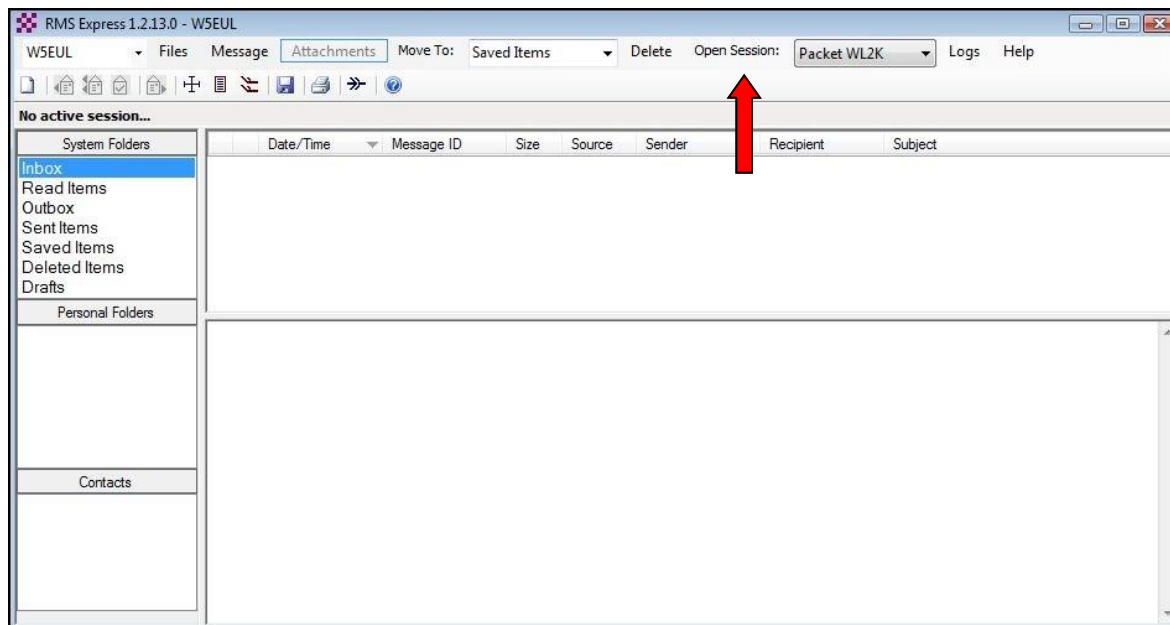 RMS Express 1.2.13.0 - W5EUL
W5EUL Files Message Attachments Move To: Saved Items Delete Open Session: Packet WL2K Logs Help
No active session...
System Folders Date/Time Message ID Size Source Sender Recipient Subject
Inbox
Read Items
Outbox
Sent Items
Saved Items
Deleted Items
Drafts
Personal Folders
Contacts